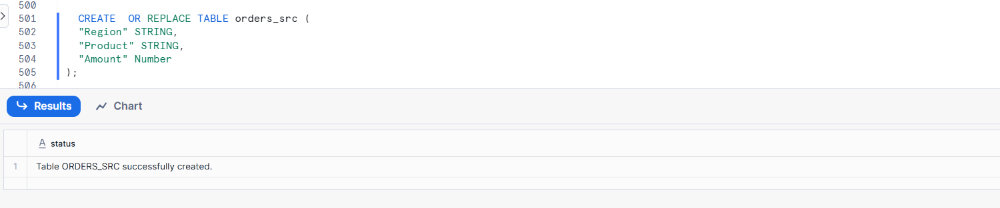 500
501 CREATE  OR REPLACE TABLE orders_src (
502 "Region" STRING,
503 "Product" STRING,
504 "Amount" Number
505 );
506
Results Chart
A status
1 Table ORDERS_SRC successfully created.